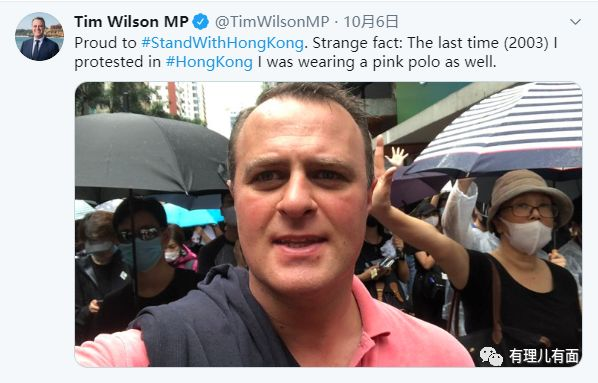 Tim Wilson MP @TimWilsonMP · 10月6日
Proud to #StandWithHongKong. Strange fact: The last time (2003) I
protested in #HongKong I was wearing a pink polo as well.
有理儿有面